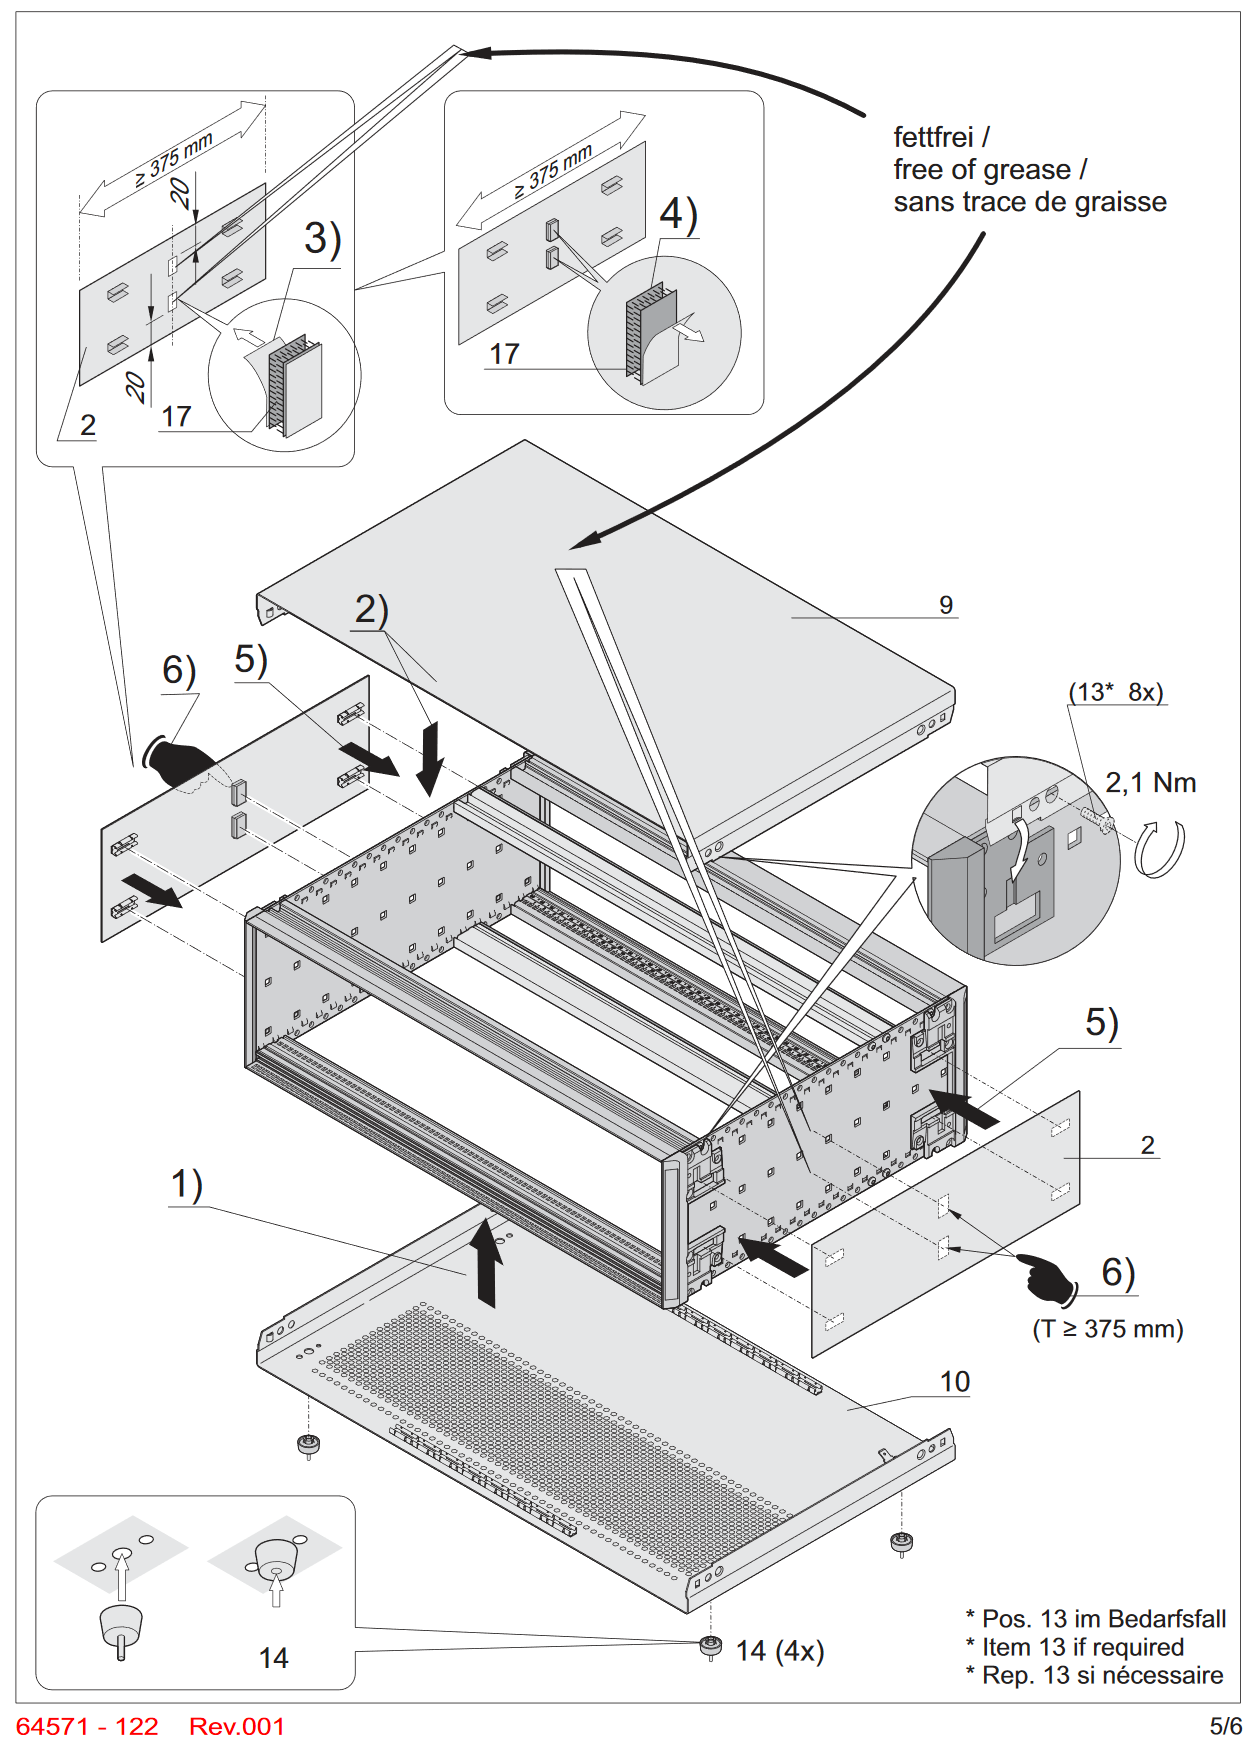 fettfrei /
free of grease /
sans trace de graisse
≥ 375 mm
20
3)
20
17
2
≥ 375 mm
4)
17
9
2)
5)
6)
(13* 8x)
2,1 Nm
5)
2
1)
6)
(T ≥ 375 mm)
10
14
14 (4x)
* Pos. 13 im Bedarfsfall
* Item 13 if required
* Rep. 13 si nécessaire
64571 - 122 Rev.001
5/6